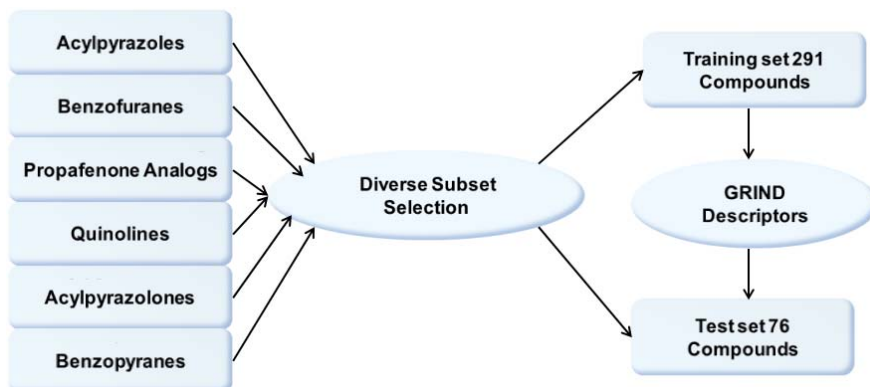 Acylpyrazoles
Benzofuranes
Propafenone Analogs
Quinolines
Acylpyrazolones
Benzopyranes
Diverse Subset
Selection
Training set 291
Compounds
GRIND
Descriptors
Test set 76
Compounds